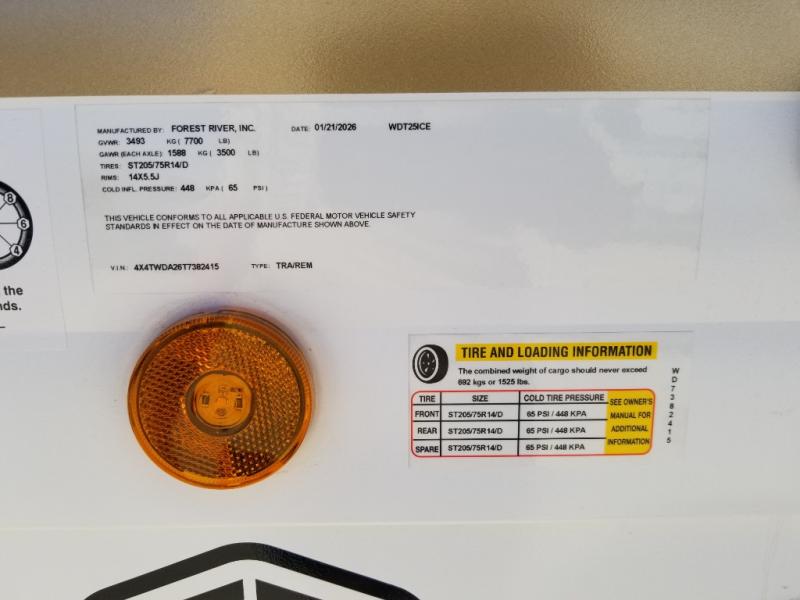 MANUFACTURED BY: FOREST RIVER, INC. DATE: 01/21/2026 WDT25ICE
GVWR: 3493 KG ( 7700 LB)
GAWR (EACH AXLE): 1588 KG ( 3500 LB)
TIRES: ST205/75R14/D
RIMS: 14X5.5J
COLD INFL. PRESSURE: 448 KPA ( 65 PSI )
THIS VEHICLE CONFORMS TO ALL APPLICABLE U.S. FEDERAL MOTOR VEHICLE SAFETY
STANDARDS IN EFFECT ON THE DATE OF MANUFACTURE SHOWN ABOVE.
V.I.N.: 4X4TWDA26T7382415 TYPE: TRA/REM
8
6
4
the
nds.
TIRE AND LOADING INFORMATION
The combined weight of cargo should never exceed
692 kgs or 1525 lbs.
TIRE SIZE COLD TIRE PRESSURE SEE OWNER'S
FRONT ST205/75R14/D 65 PSI / 448 KPA MANUAL FOR
REAR ST205/75R14/D 65 PSI / 448 KPA ADDITIONAL
SPARE ST205/75R14/D 65 PSI / 448 KPA INFORMATION
WD7382415